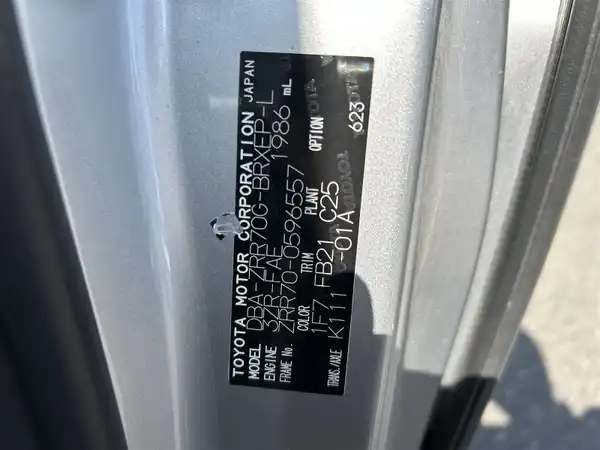 TOYOTA MOTOR CORPORATION JAPAN
MODEL DBA-ZRR70G-BRXEP-L
ENGINE 3ZR-FAE 1986 mL
FRAME No. ZRR70-0596557
COLOR TRIM PLANT OPTION
1F7 FB21 C25 623
TRANS./AXLE K111 -01A